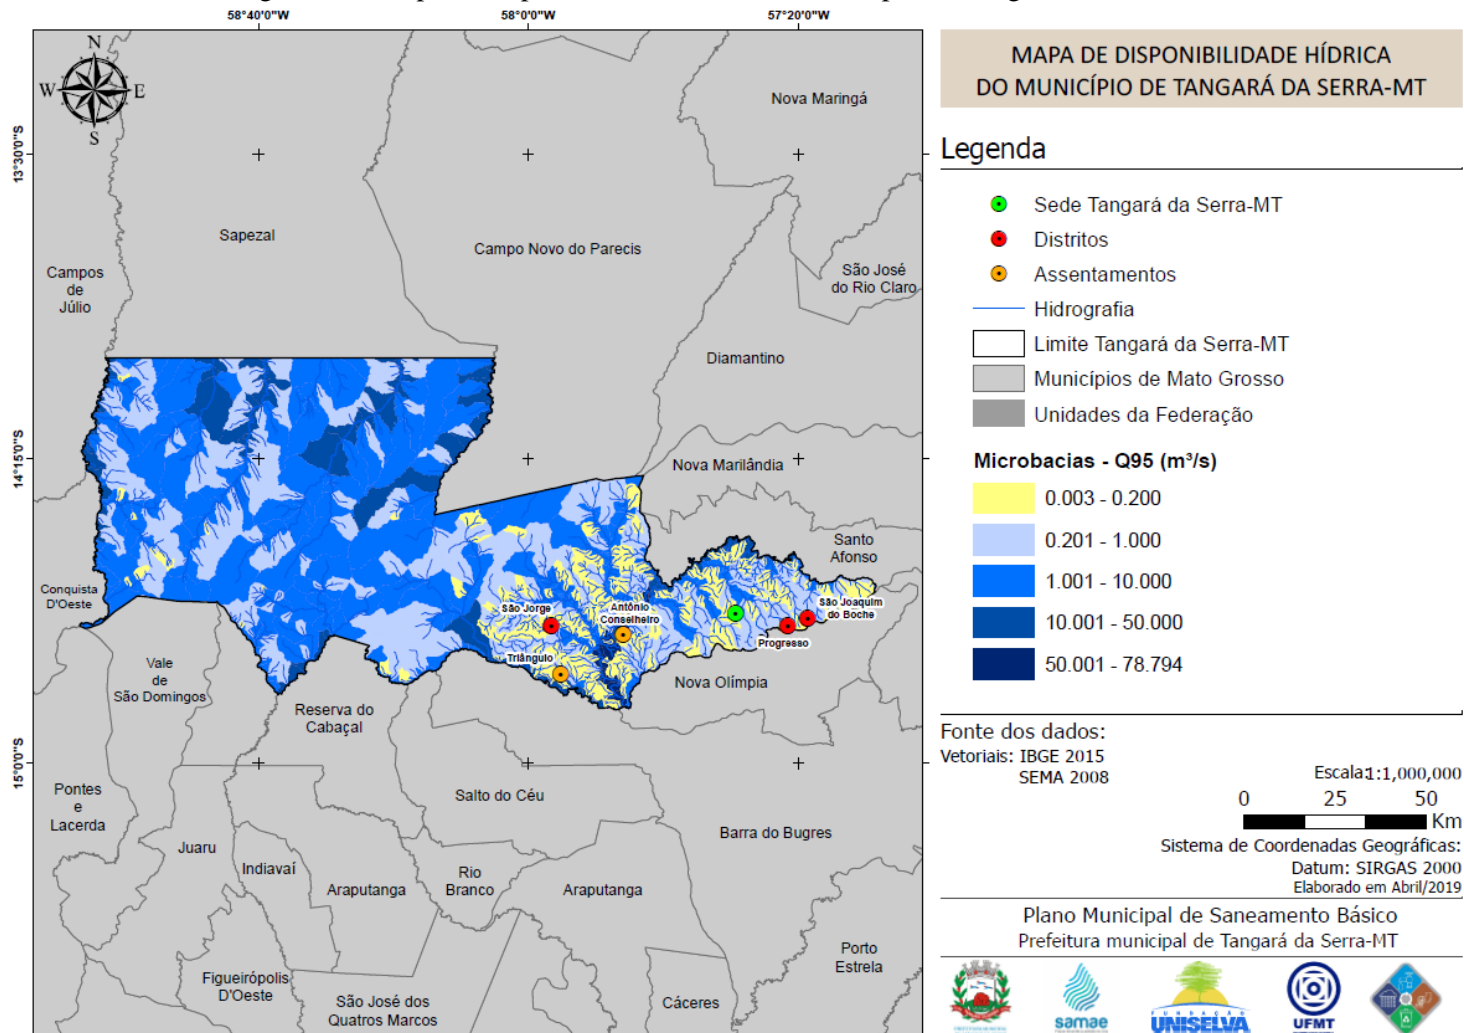 58°40'0"W
58°0'0"W
57°20'0"W
N
W
E
S
13°30'0"S
14°15'0"S
15°0'0"S
Nova Maringá
Sapezal
Campo Novo do Parecis
Campos
de
Júlio
São José
do Rio Claro
Diamantino
Nova Marilândia
Santo
Afonso
Conquista
D'Oeste
São Jorge
Antônio
Conselheiro
São Joaquim
do Boche
Progresso
Triângulo
Nova Olímpia
Vale
de
São Domingos
Reserva do
Cabaçal
Pontes
e
Lacerda
Salto do Céu
Barra do Bugres
Juaru
Indiavaí
Araputanga
Rio
Branco
Araputanga
Porto
Estrela
Figueirópolis
D'Oeste
São José dos
Quatros Marcos
Cáceres
MAPA DE DISPONIBILIDADE HÍDRICA
DO MUNICÍPIO DE TANGARÁ DA SERRA-MT
Legenda
Sede Tangará da Serra-MT
Distritos
Assentamentos
Hidrografia
Limite Tangará da Serra-MT
Municípios de Mato Grosso
Unidades da Federação
Microbacias - Q95 (m³/s)
0.003 - 0.200
0.201 - 1.000
1.001 - 10.000
10.001 - 50.000
50.001 - 78.794
Fonte dos dados:
Vetoriais: IBGE 2015
SEMA 2008
Escala:1:1,000,000
0 25 50
Km
Sistema de Coordenadas Geográficas:
Datum: SIRGAS 2000
Elaborado em Abril/2019
Plano Municipal de Saneamento Básico
Prefeitura municipal de Tangará da Serra-MT
samae
FUNDAÇÃO
UNISELVA
UFMT